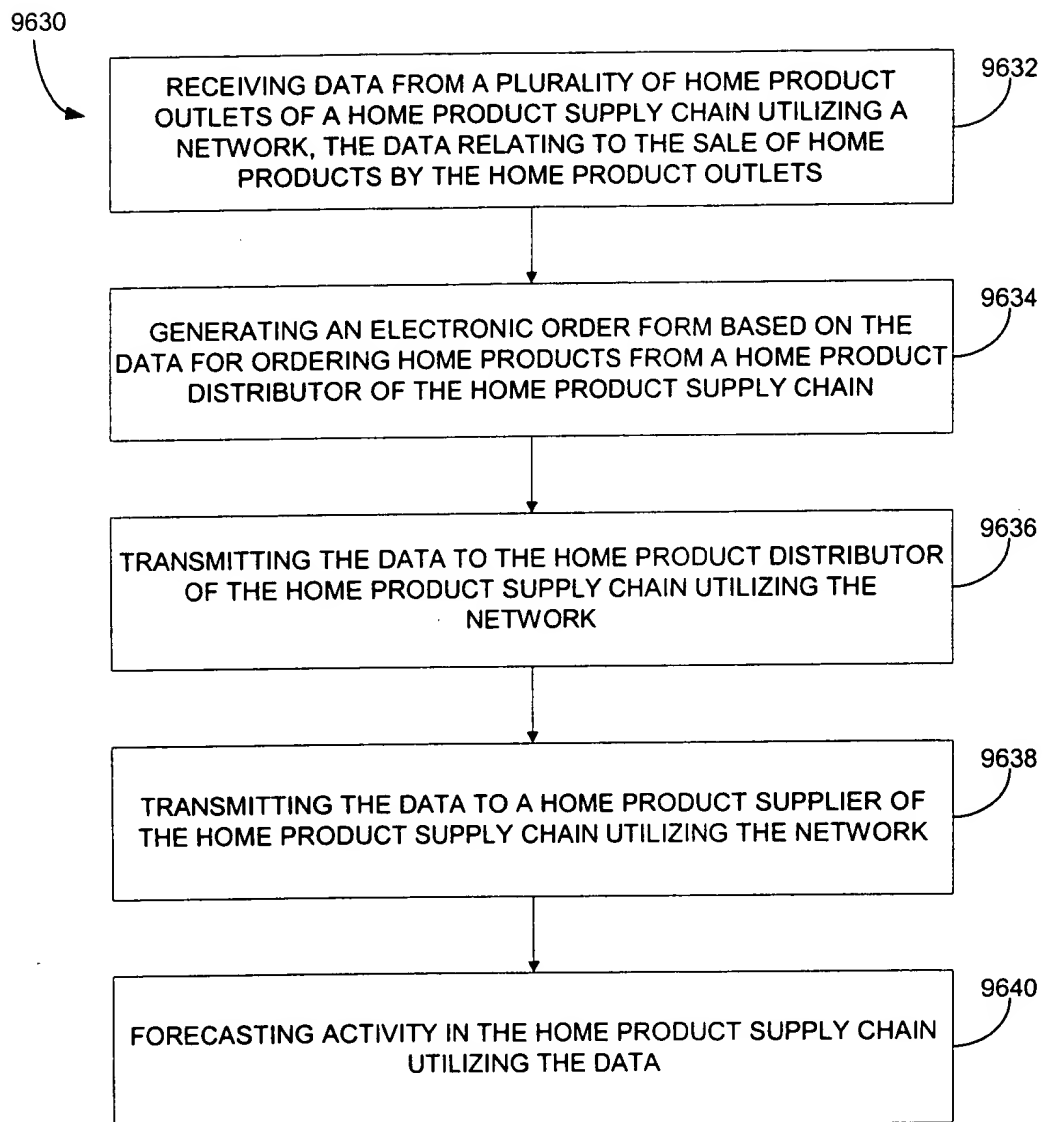 9630
9632
RECEIVING DATA FROM A PLURALITY OF HOME PRODUCT
OUTLETS OF A HOME PRODUCT SUPPLY CHAIN UTILIZING A
NETWORK, THE DATA RELATING TO THE SALE OF HOME
PRODUCTS BY THE HOME PRODUCT OUTLETS
9634
GENERATING AN ELECTRONIC ORDER FORM BASED ON THE
DATA FOR ORDERING HOME PRODUCTS FROM A HOME PRODUCT
DISTRIBUTOR OF THE HOME PRODUCT SUPPLY CHAIN
9636
TRANSMITTING THE DATA TO THE HOME PRODUCT DISTRIBUTOR
OF THE HOME PRODUCT SUPPLY CHAIN UTILIZING THE
NETWORK
9638
TRANSMITTING THE DATA TO A HOME PRODUCT SUPPLIER OF
THE HOME PRODUCT SUPPLY CHAIN UTILIZING THE NETWORK
9640
FORECASTING ACTIVITY IN THE HOME PRODUCT SUPPLY CHAIN
UTILIZING THE DATA